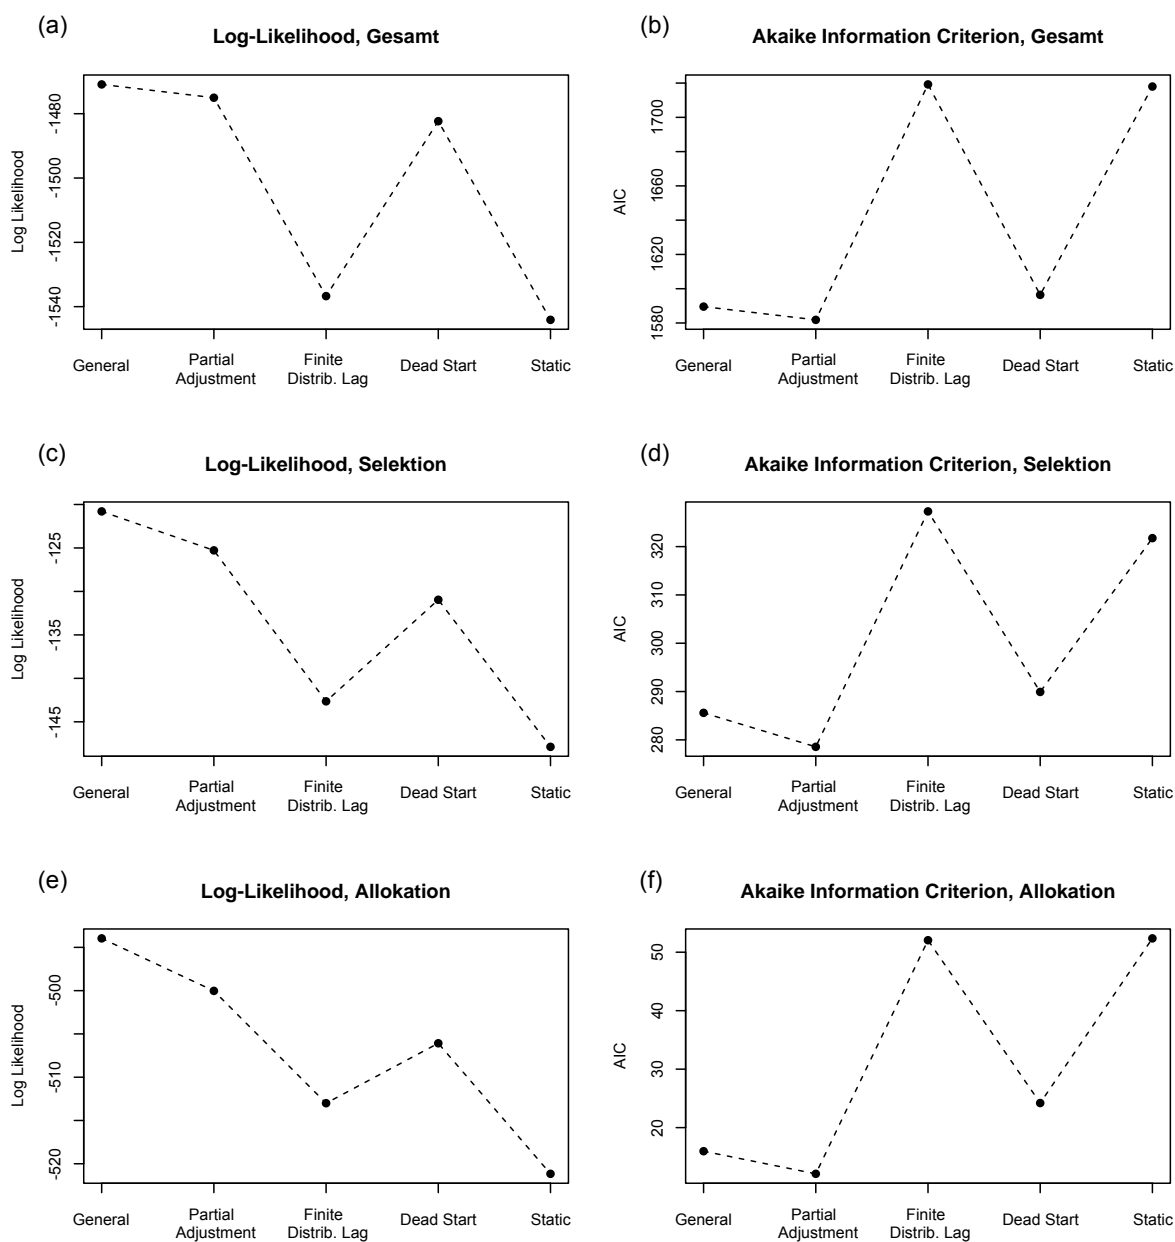 (a)
Log-Likelihood, Gesamt
Log Likelihood
-1480
-1500
-1520
-1540
General
Partial
Adjustment
Finite
Distrib. Lag
Dead Start
Static
(b)
Akaike Information Criterion, Gesamt
AIC
1700
1660
1620
1580
General
Partial
Adjustment
Finite
Distrib. Lag
Dead Start
Static
(c)
Log-Likelihood, Selektion
Log Likelihood
-125
-135
-145
General
Partial
Adjustment
Finite
Distrib. Lag
Dead Start
Static
(d)
Akaike Information Criterion, Selektion
AIC
320
310
300
290
280
General
Partial
Adjustment
Finite
Distrib. Lag
Dead Start
Static
(e)
Log-Likelihood, Allokation
Log Likelihood
-500
-510
-520
General
Partial
Adjustment
Finite
Distrib. Lag
Dead Start
Static
(f)
Akaike Information Criterion, Allokation
AIC
50
40
30
20
General
Partial
Adjustment
Finite
Distrib. Lag
Dead Start
Static